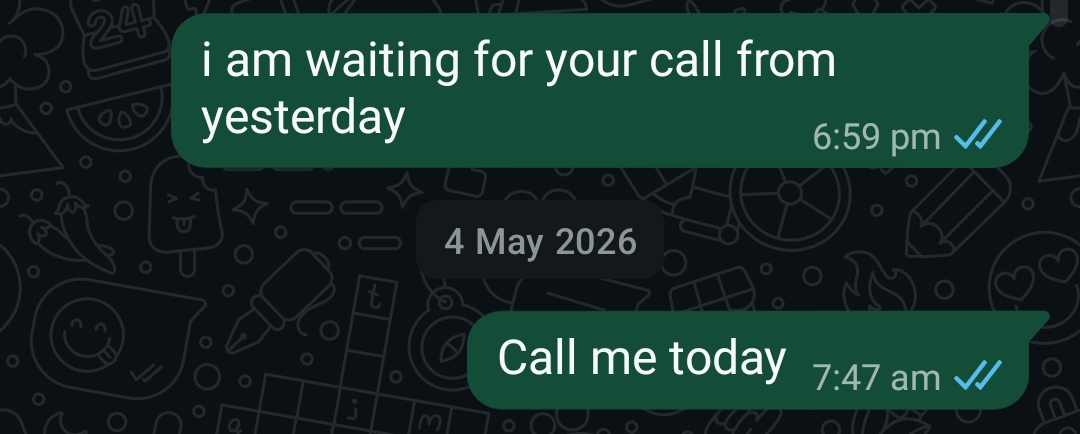 i am waiting for your call from
yesterday
6:59 pm
4 May 2026
Call me today
7:47 am